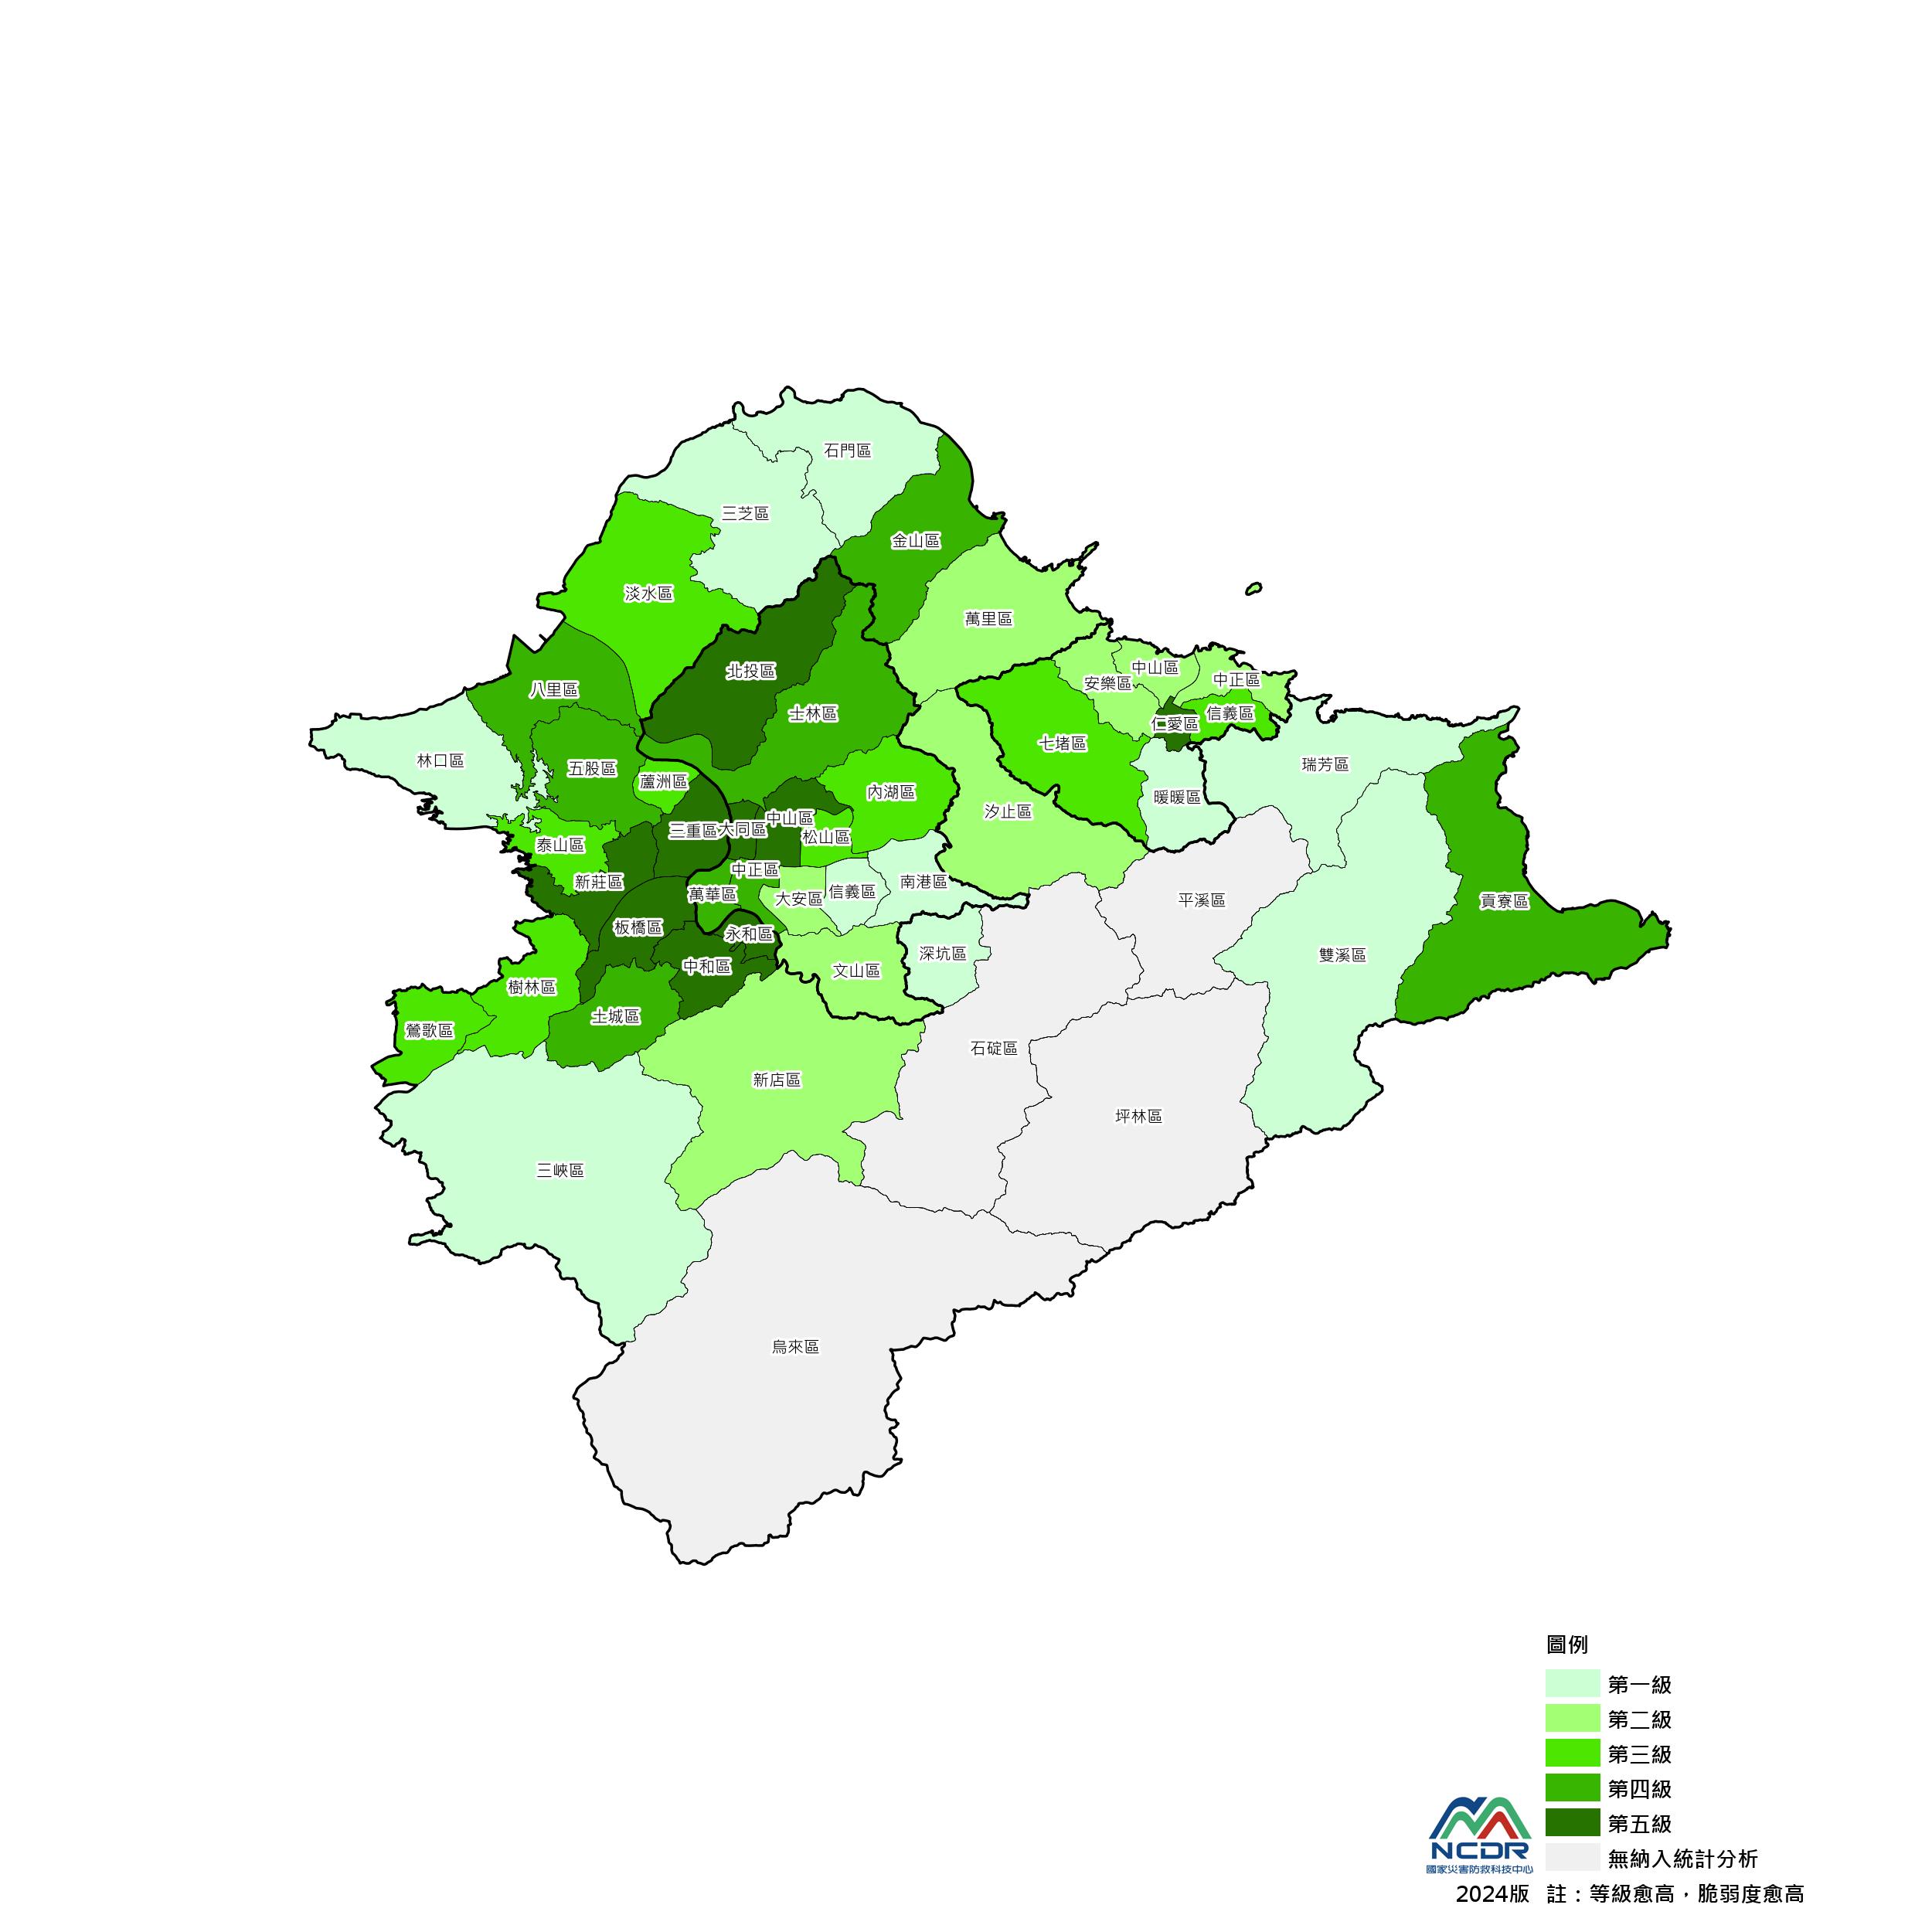 石門區
三芝區
金山區
淡水區
萬里區
北投區
中山區
安樂區
中正區
八里區
士林區
信義區
仁愛區
七堵區
林口區
五股區
瑞芳區
蘆洲區
內湖區
暖暖區
汐止區
中山區
三重區
大同區
松山區
泰山區
中正區
新莊區
南港區
信義區
萬華區
大安區
平溪區
貢寮區
板橋區
永和區
深坑區
雙溪區
中和區
文山區
樹林區
土城區
鶯歌區
石碇區
新店區
坪林區
三峽區
烏來區
圖例
第一級
第二級
第三級
第四級
第五級
無納入統計分析
NCDR
國家災害防救科技中心
2024版 註：等級愈高，脆弱度愈高